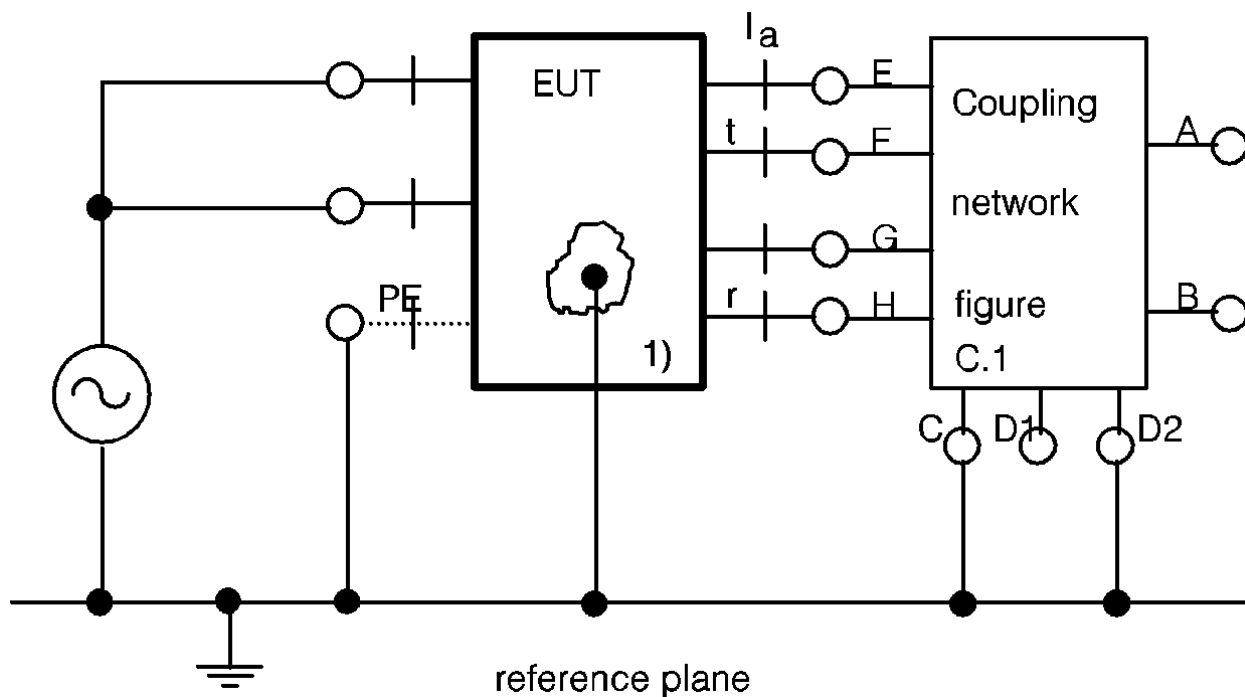 I a
EUT
E
Coupling
t
F
A
network
G
PE
r
H
figure
B
1)
C.1
C
D1
D2
reference plane